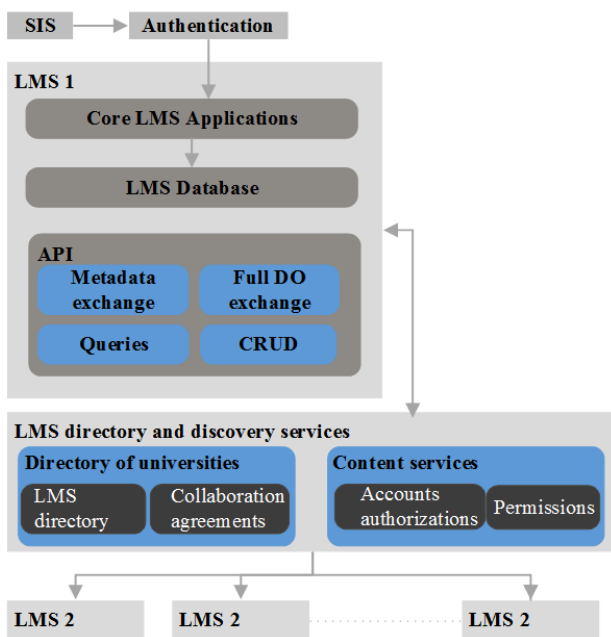 SIS
Authentication
LMS 1
Core LMS Applications
LMS Database
API
Metadata
exchange
Full DO
exchange
Queries
CRUD
LMS directory and discovery services
Directory of universities
LMS
directory
Collaboration
agreements
Content services
Accounts
authorizations
Permissions
LMS 2
LMS 2
LMS 2